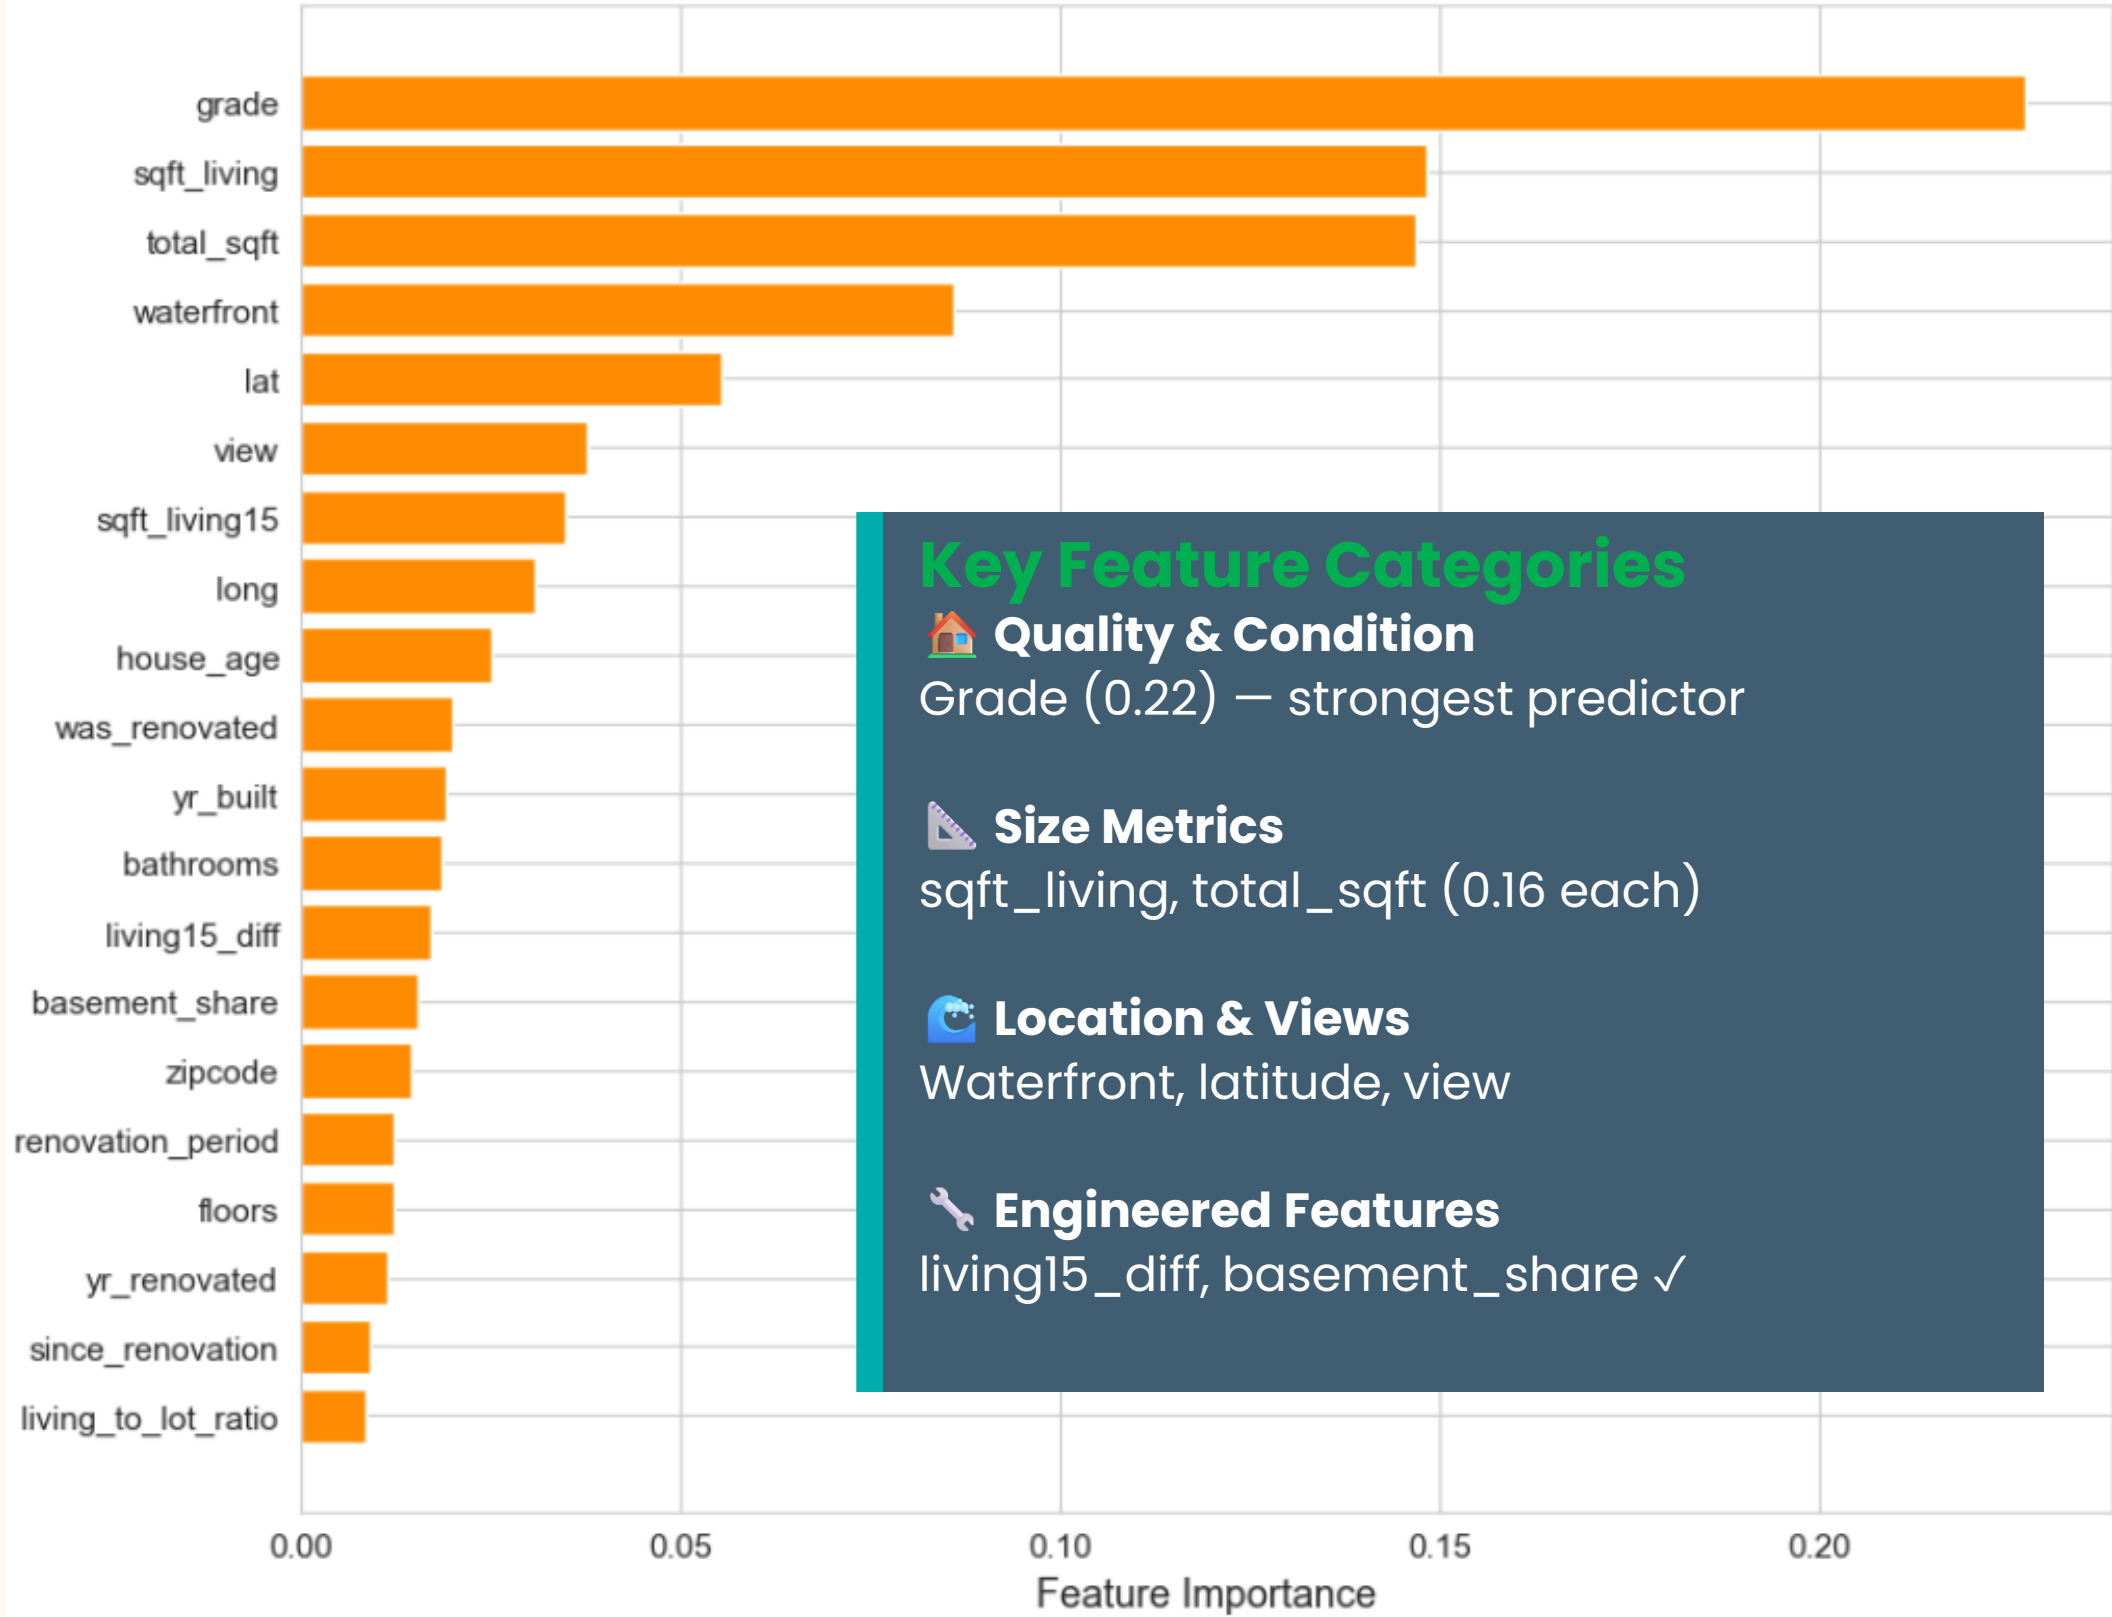 grade
sqft_living
total_sqft
waterfront
lat
view
sqft_living15
long
house_age
was_renovated
yr_built
bathrooms
living15_diff
basement_share
zipcode
renovation_period
floors
yr_renovated
since_renovation
living_to_lot_ratio
Key Feature Categories
🏠 Quality & Condition
Grade (0.22) — strongest predictor
📐 Size Metrics
sqft_living, total_sqft (0.16 each)
🌊 Location & Views
Waterfront, latitude, view
🔧 Engineered Features
living15_diff, basement_share ✓
0.00 0.05 0.10 0.15 0.20
Feature Importance